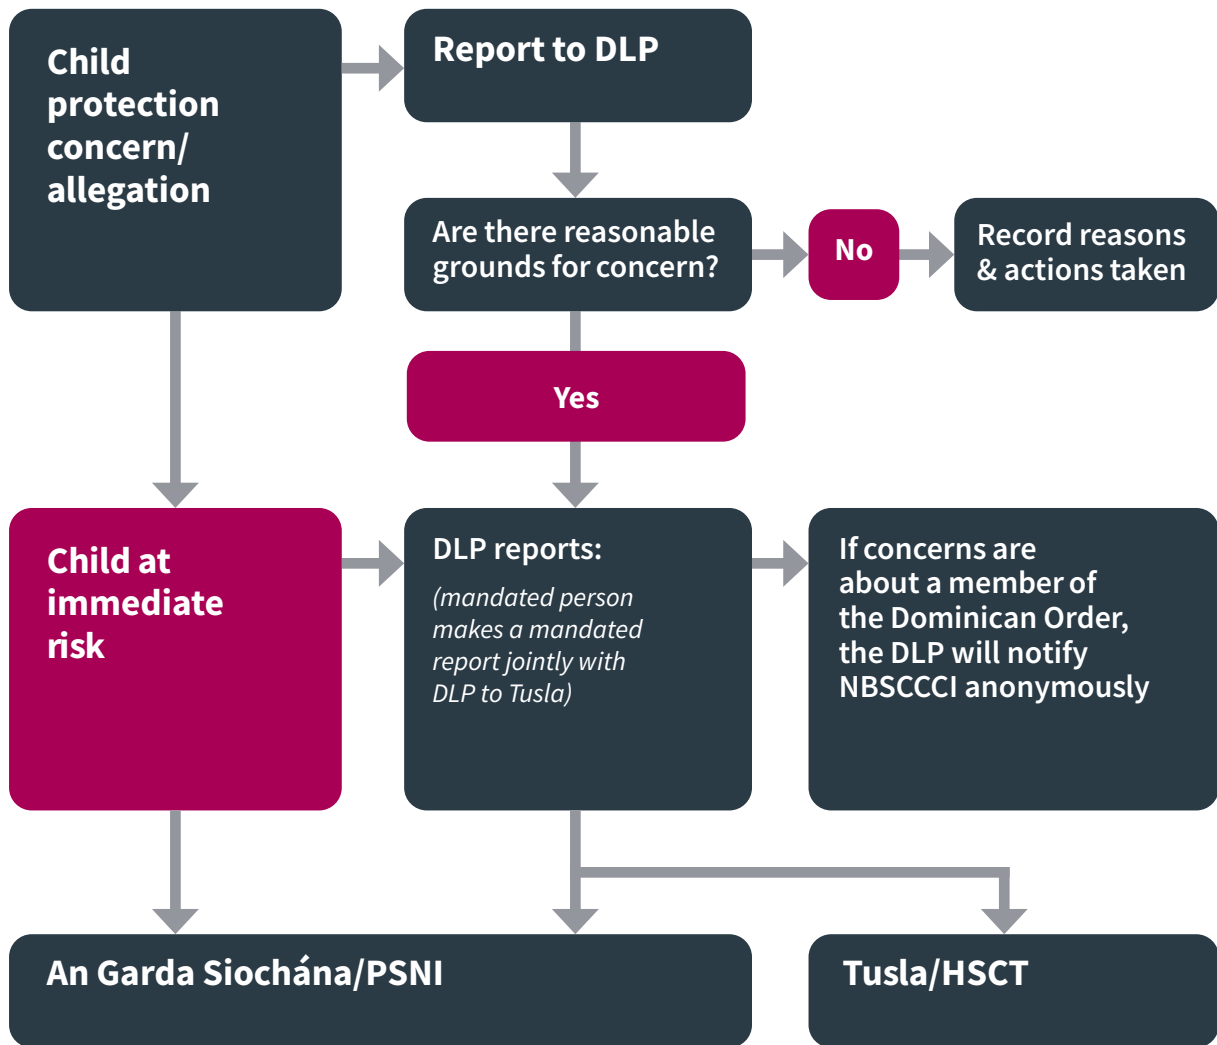 Child
protection
concern/
allegation
Report to DLP
Are there reasonable
grounds for concern?
No
Record reasons
& actions taken
Yes
Child at
immediate
risk
DLP reports:
(mandated person
makes a mandated
report jointly with
DLP to Tusla)
If concerns are
about a member of
the Dominican Order,
the DLP will notify
NBSCCCI anonymously
An Garda Siochána/PSNI
Tusla/HSCT